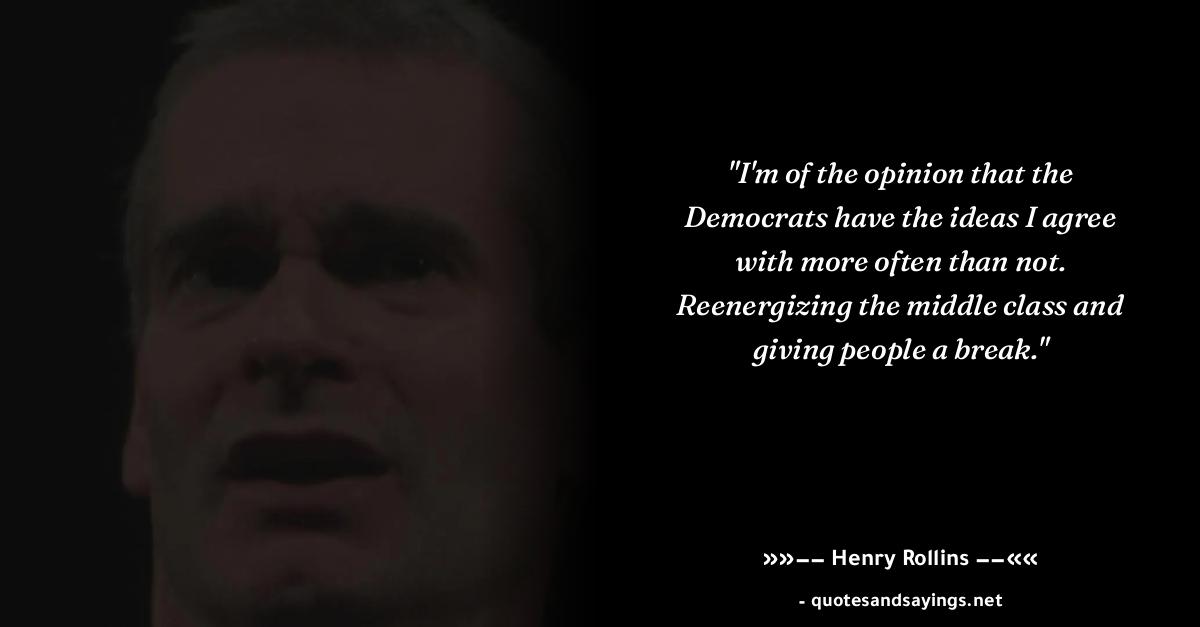 "I'm of the opinion that the
Democrats have the ideas I agree
with more often than not.
Reenergizing the middle class and
giving people a break."
»»−− Henry Rollins −−««
- quotesandsayings.net